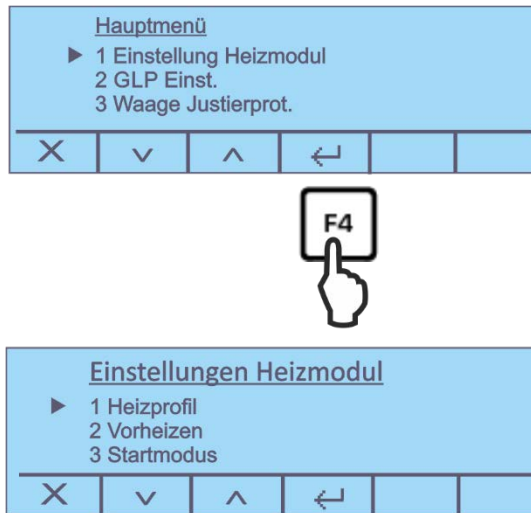 Hauptmenü
1 Einstellung Heizmodul
2 GLP Einst.
3 Waage Justierprot.
F4
Einstellungen Heizmodul
1 Heizprofil
2 Vorheizen
3 Startmodus